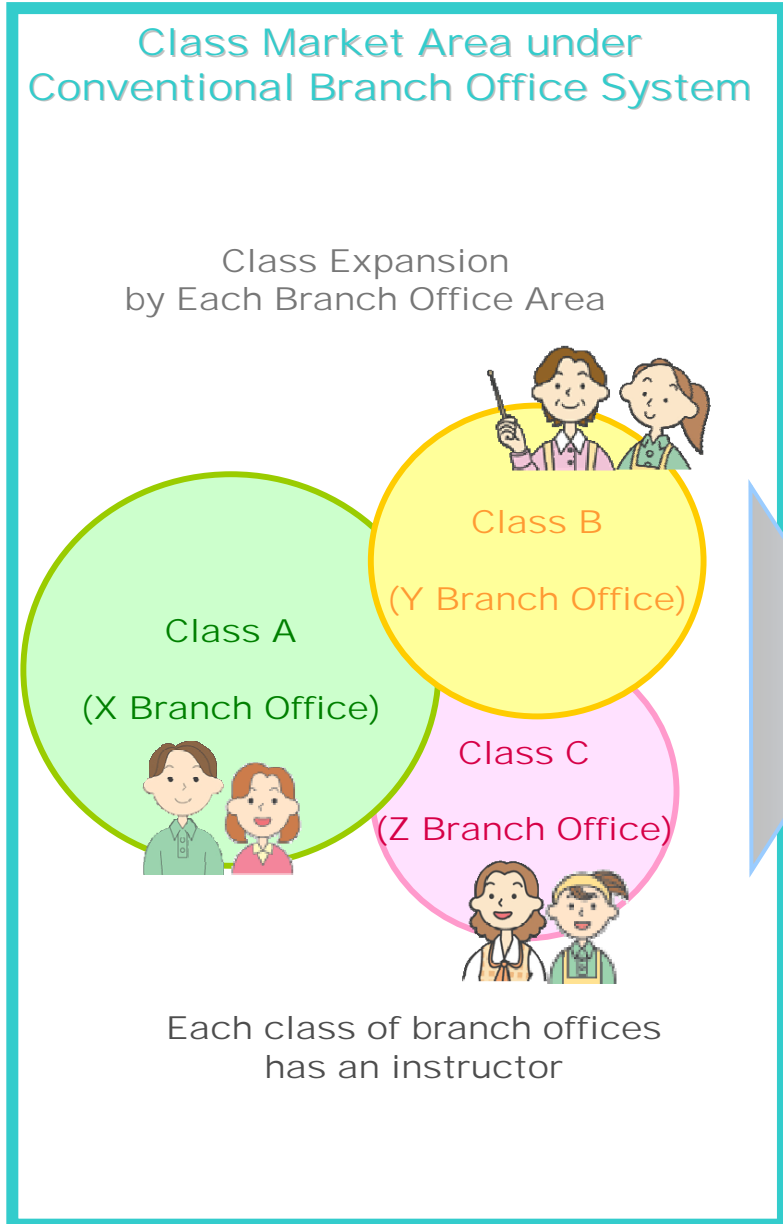 Class Market Area under
Conventional Branch Office System
Class Expansion
by Each Branch Office Area
Class B
(Y Branch Office)
Class A
(X Branch Office)
Class C
(Z Branch Office)
Each class of branch offices
has an instructor